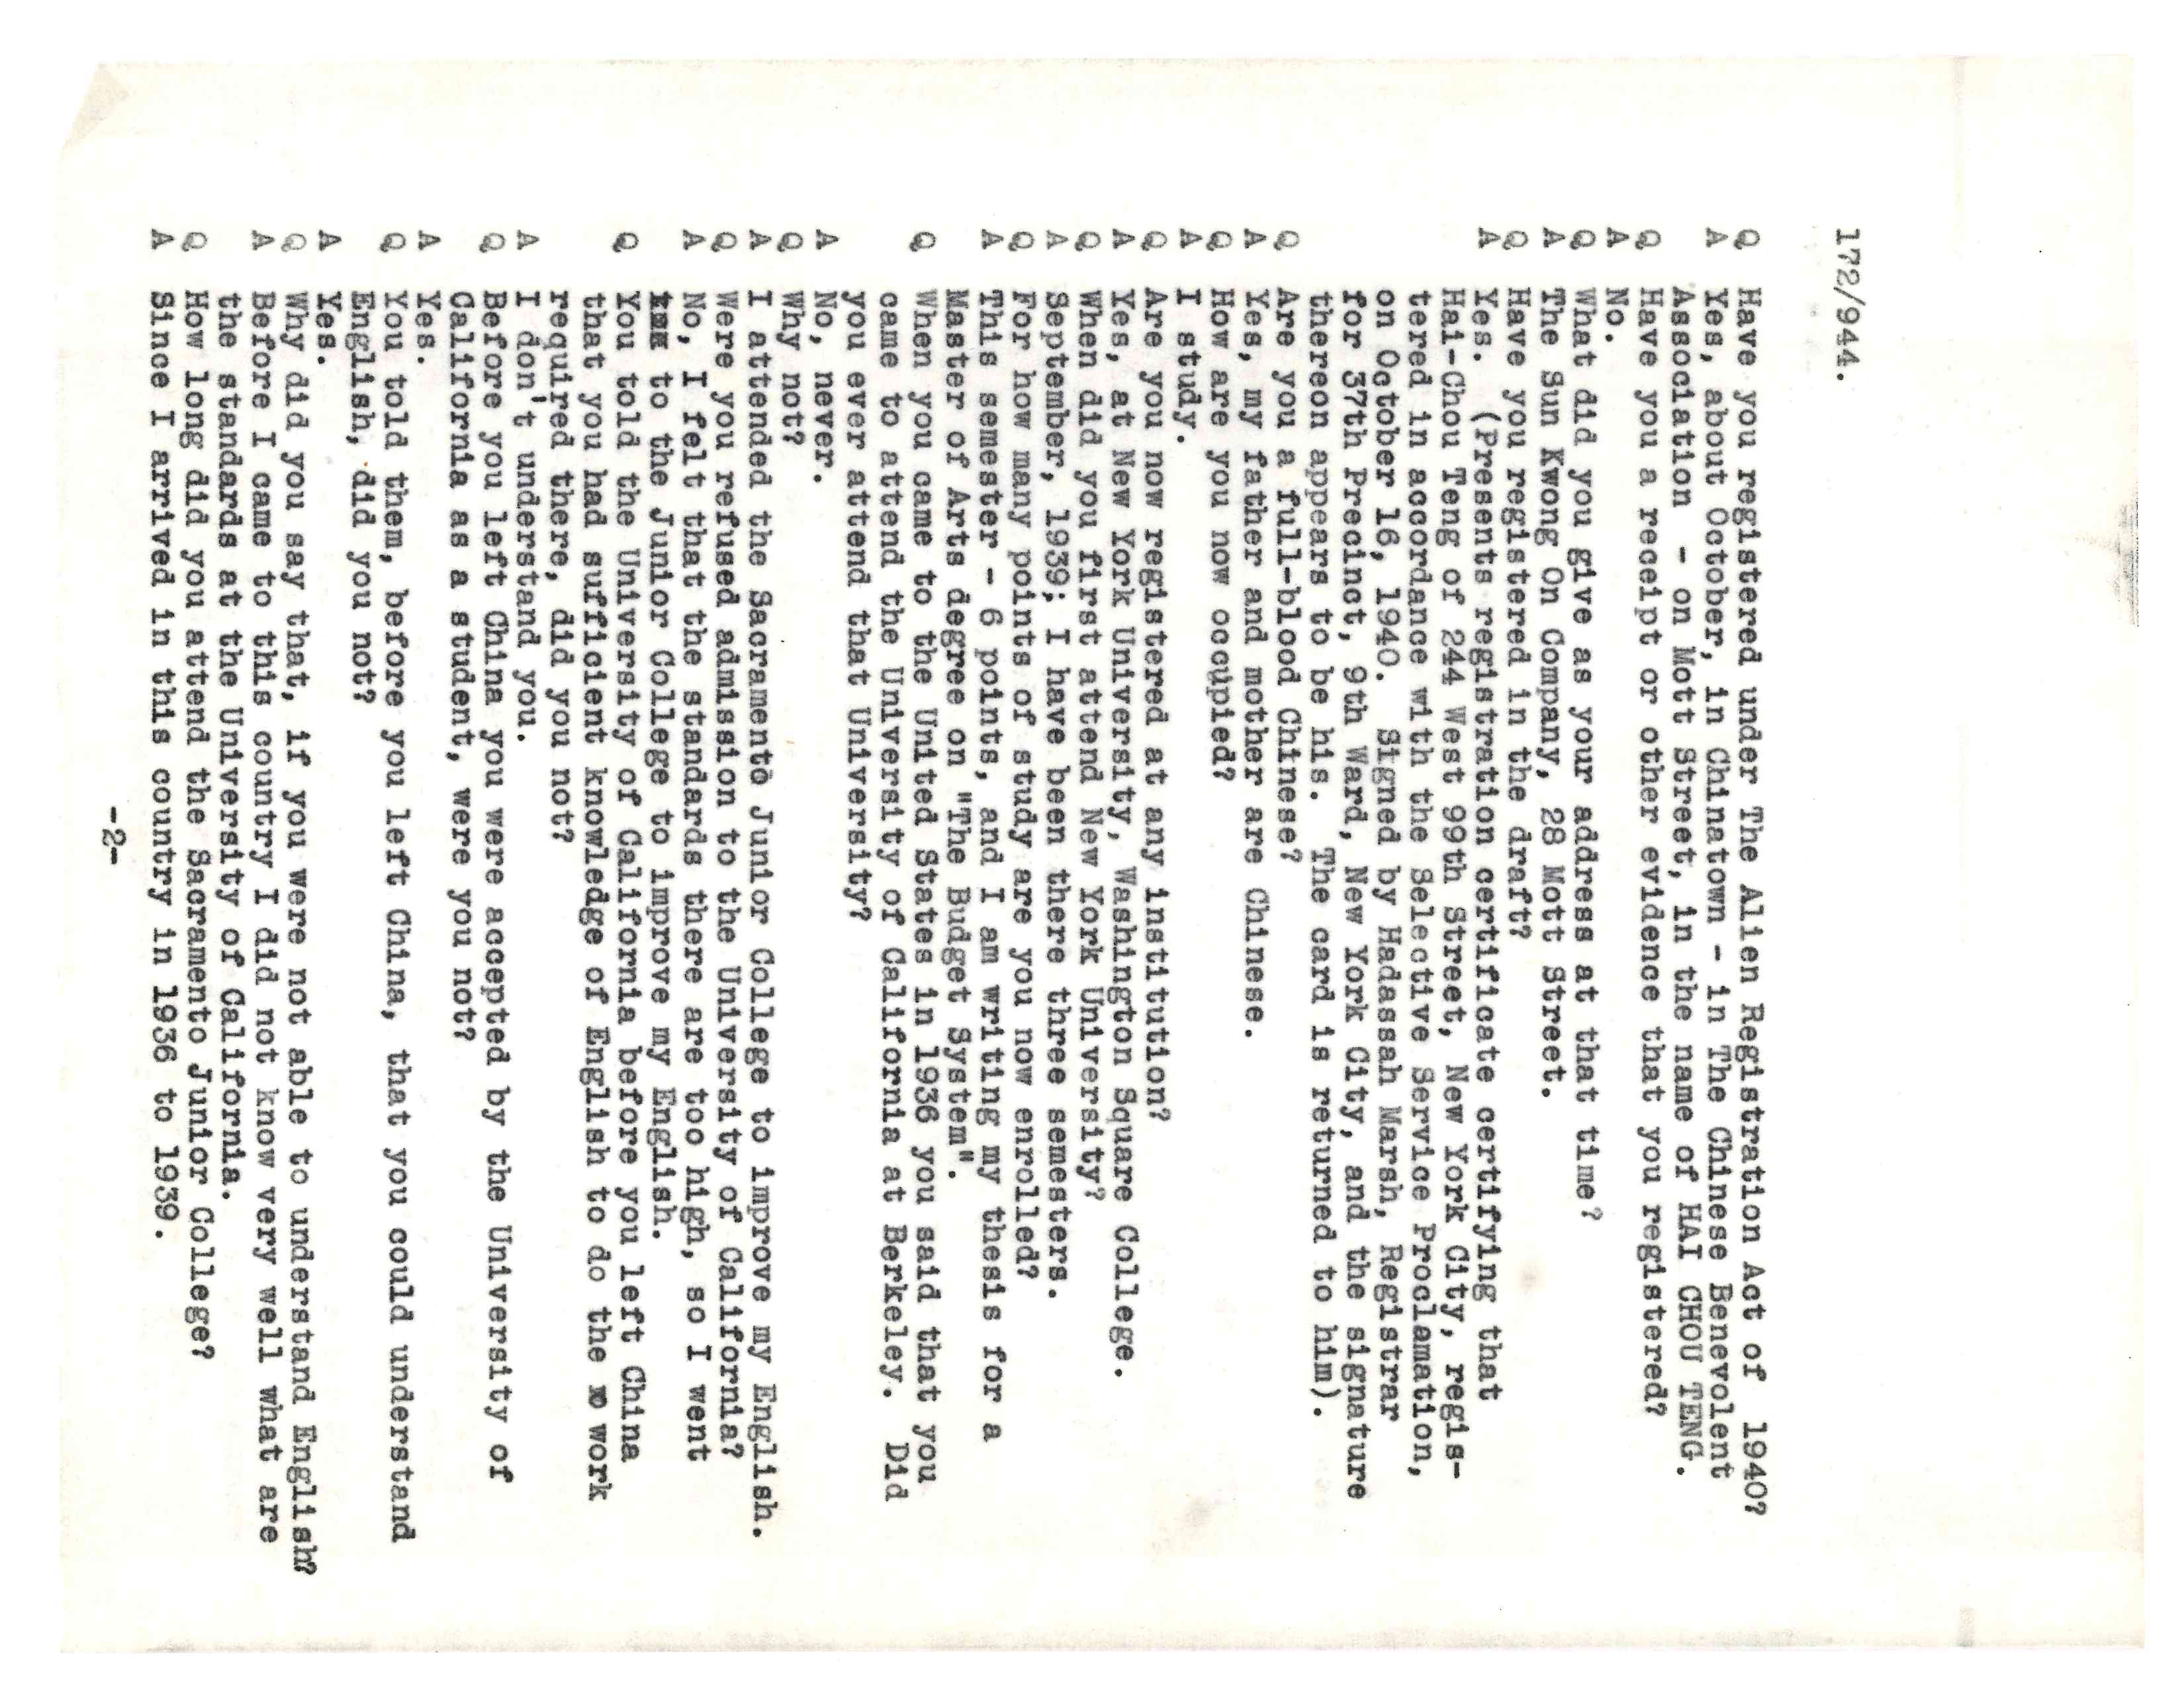 172/944.
Q Have you registered under The Alien Registration Act of 1940?
A Yes, about October, in Chinatown - in The Chinese Benevolent
Association - on Mott Street, in the name of HAI CHOU TENG.
Q Have you a receipt or other evidence that you registered?
A No.
Q What did you give as your address at that time?
A The Sun Kwong On Company, 28 Mott Street.
Q Have you registered in the draft?
A Yes. (Presents registration certificate certifying that
Hai-Chou Teng of 244 West 99th Street, New York City, regis-
tered in accordance with the Selective Service Proclamation,
on October 16, 1940. Signed by Hadassah Marsh, Registrar
for 37th Precinct, 9th Ward, New York City, and the signature
thereon appears to be his. The card is returned to him).
Q Are you a full-blood Chinese?
A Yes, my father and mother are Chinese.
Q How are you now occupied?
A I study.
Q Are you now registered at any institution?
A Yes, at New York University, Washington Square College.
Q When did you first attend New York University?
A September, 1939; I have been there three semesters.
Q For how many points of study are you now enrolled?
A This semester - 6 points, and I am writing my thesis for a
Master of Arts degree on "The Budget System".
Q When you came to the United States in 1936 you said that you
came to attend the University of California at Berkeley. Did
you ever attend that University?
A No, never.
Q Why not?
A I attended the Sacramento Junior College to improve my English.
Q Were you refused admission to the University of California?
A No, I felt that the standards there are too high, so I went
to the Junior College to improve my English.
Q You told the University of California before you left China
that you had sufficient knowledge of English to do the work
required there, did you not?
A I don't understand you.
Q Before you left China you were accepted by the University of
California as a student, were you not?
A Yes.
Q You told them, before you left China, that you could understand
English, did you not?
A Yes.
Q Why did you say that, if you were not able to understand English?
A Before I came to this country I did not know very well what are
the standards at the University of California.
Q How long did you attend the Sacramento Junior College?
A Since I arrived in this country in 1936 to 1939.
-2-